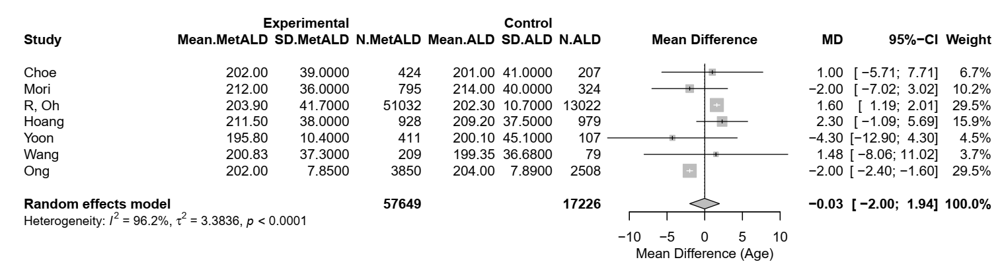 Experimental Control
Study Mean.MetALD SD.MetALD N.MetALD Mean.ALD SD.ALD N.ALD Mean Difference MD 95%−CI Weight
Choe 202.00 39.0000 424 201.00 41.0000 207 1.00 [ −5.71; 7.71] 6.7%
Mori 212.00 36.0000 795 214.00 40.0000 324 −2.00 [ −7.02; 3.02] 10.2%
R, Oh 203.90 41.7000 51032 202.30 10.7000 13022 1.60 [ 1.19; 2.01] 29.5%
Hoang 211.50 38.0000 928 209.20 37.5000 979 2.30 [ −1.09; 5.69] 15.9%
Yoon 195.80 10.4000 411 200.10 45.1000 107 −4.30 [−12.90; 4.30] 4.5%
Wang 200.83 37.3000 209 199.35 36.6800 79 1.48 [ −8.06; 11.02] 3.7%
Ong 202.00 7.8500 3850 204.00 7.8900 2508 −2.00 [ −2.40; −1.60] 29.5%
Random effects model 57649 17226 −0.03 [ −2.00; 1.94] 100.0%
Heterogeneity: I² = 96.2%, τ² = 3.3836, p < 0.0001
−10 −5 0 5 10
Mean Difference (Age)